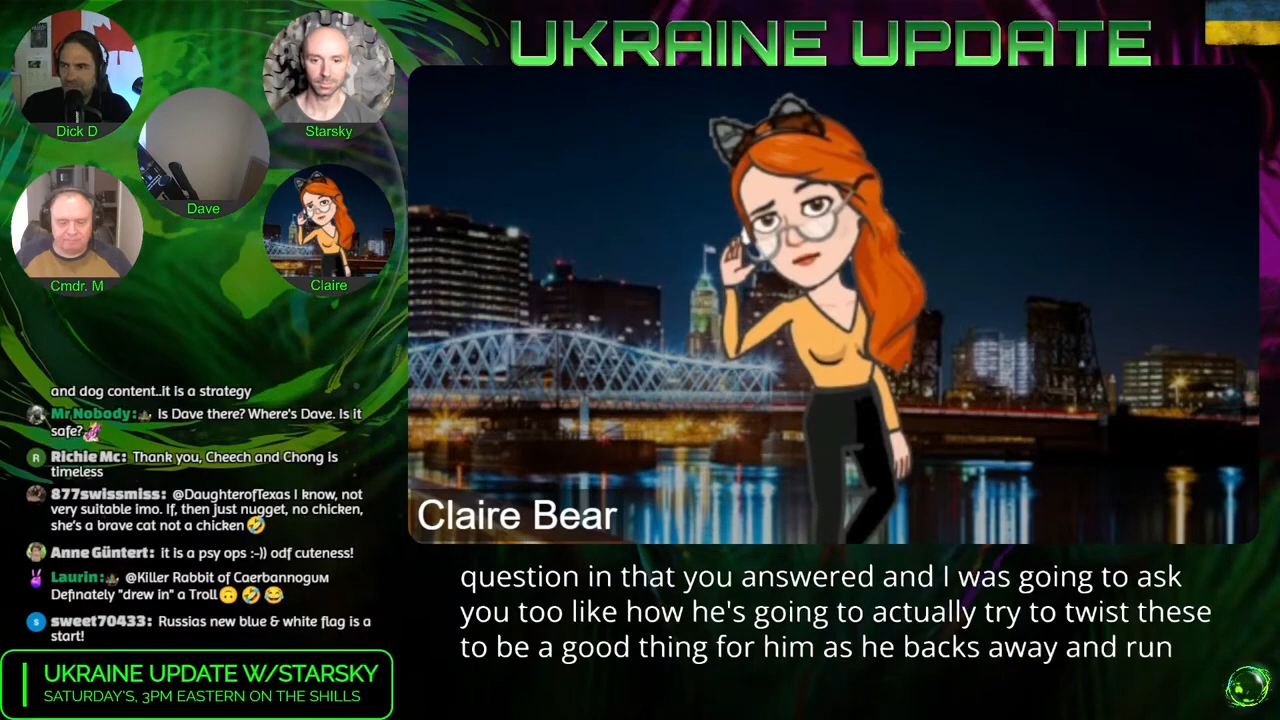 UKRAINE UPDATE
Dick D
Starsky
Dave
Cmdr. M
Claire
and dog content..it is a strategy
Mr Nobody: Is Dave there? Where's Dave. Is it
safe?
R Richie Mc: Thank you, Cheech and Chong is
timeless
877swissmiss: @DaughterofTexas I know, not
very suitable imo. If, then just nugget, no chicken,
she's a brave cat not a chicken 🤣
Anne Güntert: it is a psy ops :-)) odf cuteness!
Laurin: @Killer Rabbit of Caerbannogum
Definately "drew in" a Troll🙃 🤣 😂
S sweet70433: Russias new blue & white flag is a
start!
UKRAINE UPDATE W/STARSKY
SATURDAY'S, 3PM EASTERN ON THE SHILLS
Claire Bear
question in that you answered and I was going to ask
you too like how he's going to actually try to twist these
to be a good thing for him as he backs away and run